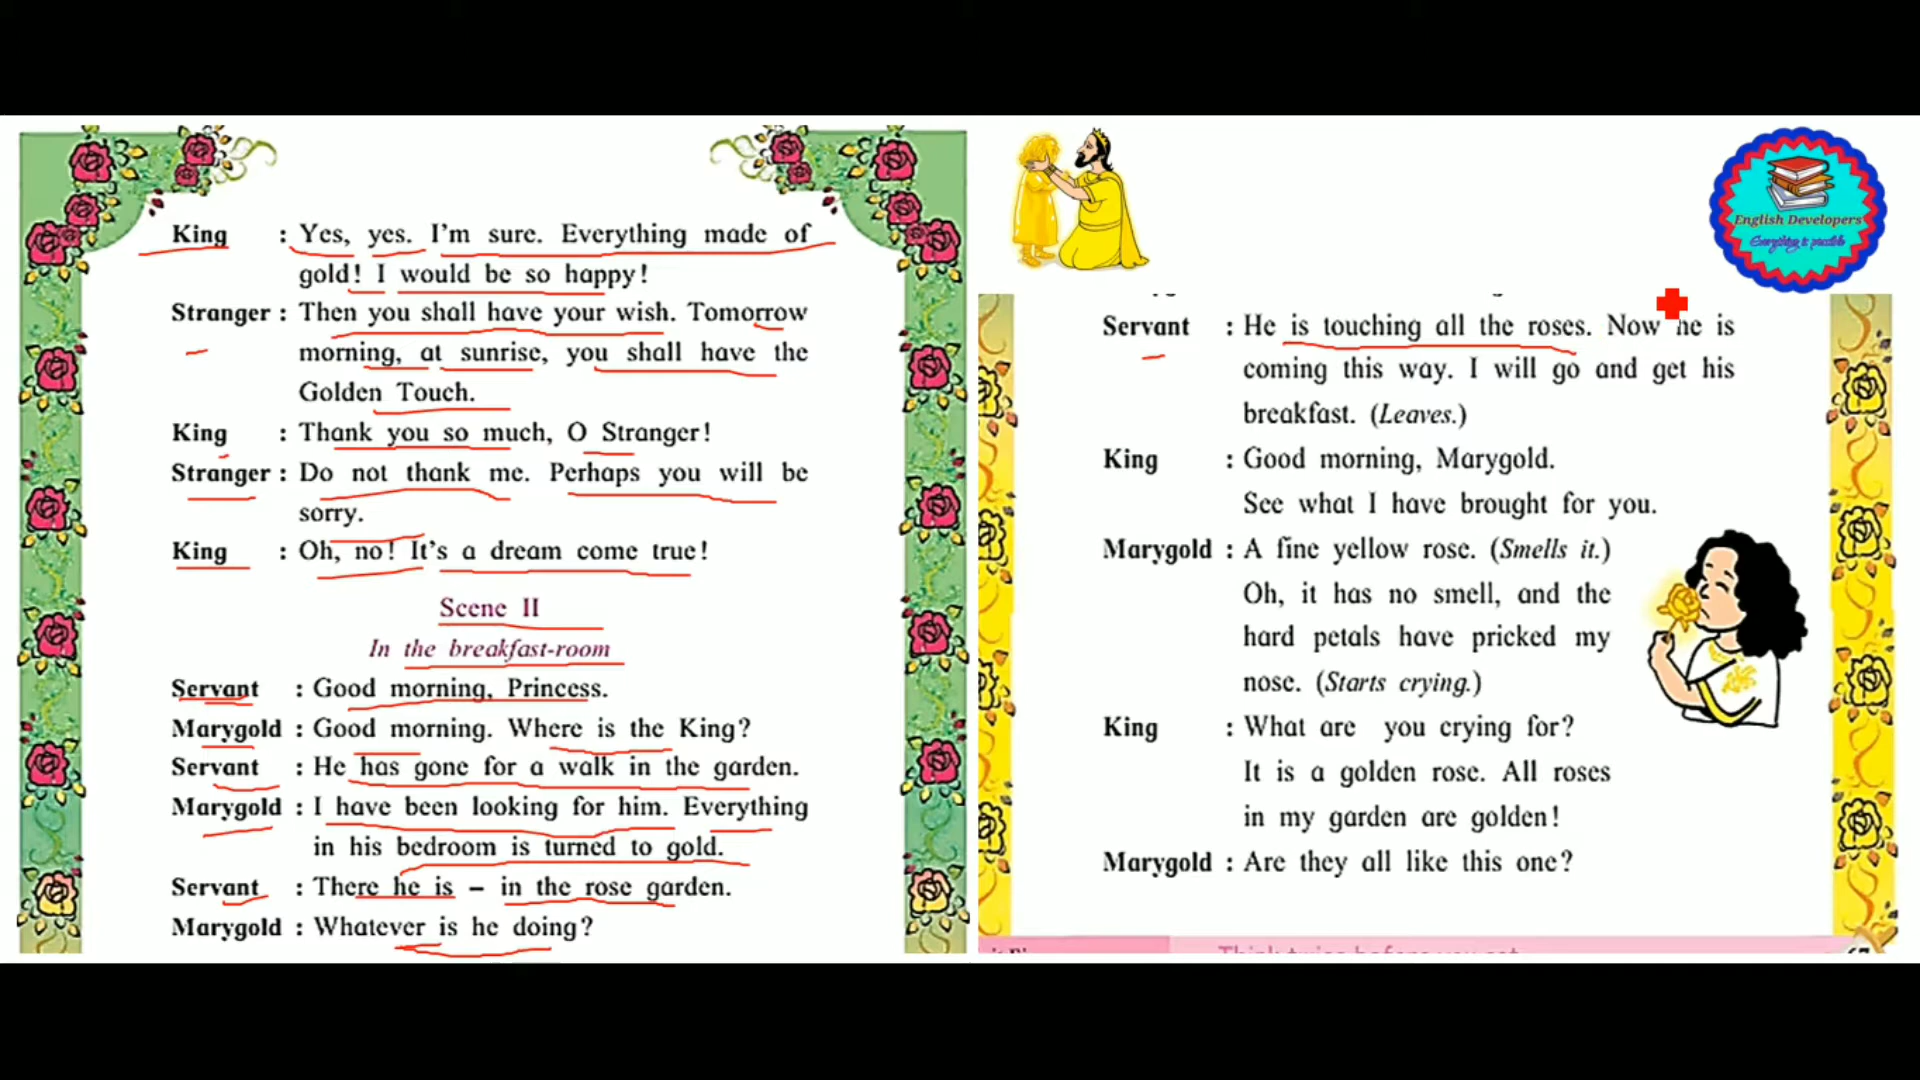 King : Yes, yes. I'm sure. Everything made of
gold! I would be so happy!
Stranger : Then you shall have your wish. Tomorrow
morning, at sunrise, you shall have the
Golden Touch.
King : Thank you so much, O Stranger!
Stranger : Do not thank me. Perhaps you will be
sorry.
King : Oh, no! It's a dream come true!
Scene II
In the breakfast-room
Servant : Good morning, Princess.
Marygold : Good morning. Where is the King?
Servant : He has gone for a walk in the garden.
Marygold : I have been looking for him. Everything
in his bedroom is turned to gold.
Servant : There he is – in the rose garden.
Marygold : Whatever is he doing?
English Developers
Everything is possible
Servant : He is touching all the roses. Now he is
coming this way. I will go and get his
breakfast. (Leaves.)
King : Good morning, Marygold.
See what I have brought for you.
Marygold : A fine yellow rose. (Smells it.)
Oh, it has no smell, and the
hard petals have pricked my
nose. (Starts crying.)
King : What are you crying for?
It is a golden rose. All roses
in my garden are golden!
Marygold : Are they all like this one?